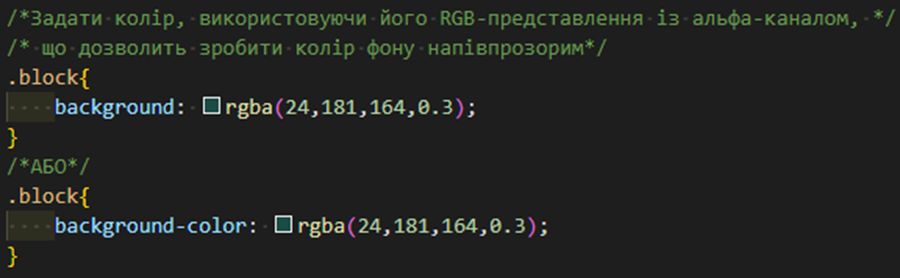 /*Задати колір, використовуючи його RGB-представлення із альфа-каналом, */
/* що дозволить зробити колір фону напівпрозорим*/
.block{
    background: rgba(24,181,164,0.3);
}
/*АБО*/
.block{
    background-color: rgba(24,181,164,0.3);
}